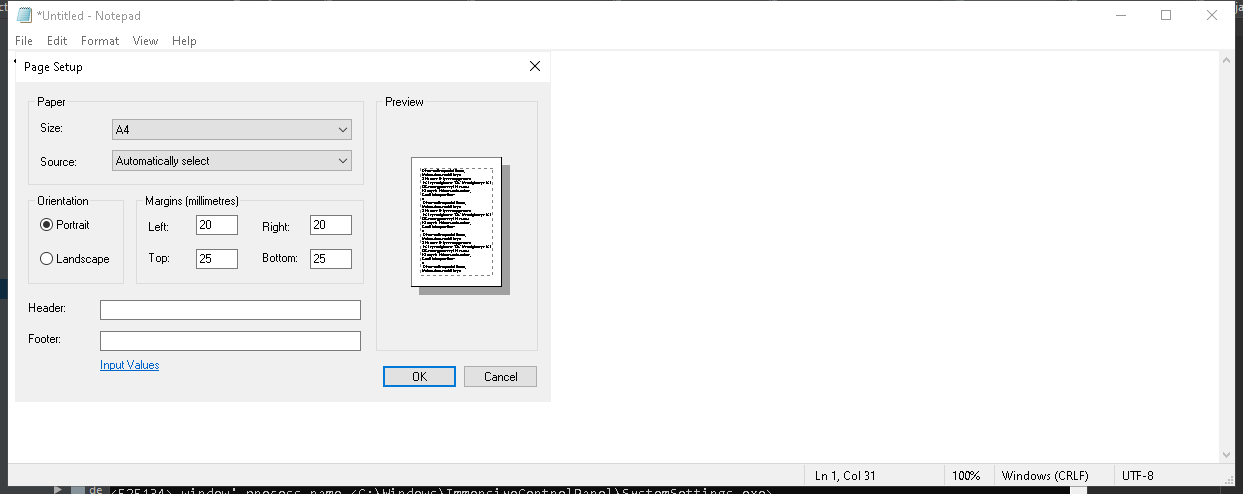 *Untitled - Notepad
File Edit Format View Help
Page Setup
Paper
Size: A4
Source: Automatically select
Orientation
Portrait
Landscape
Margins (millimetres)
Left: 20 Right: 20
Top: 25 Bottom: 25
Header:
Footer:
Input Values
Preview
OK Cancel
Ln 1, Col 31 100% Windows (CRLF) UTF-8
de <525134> window' process name <C:\Windows\ImmersiveControlPanel\SystemSettings.exe>